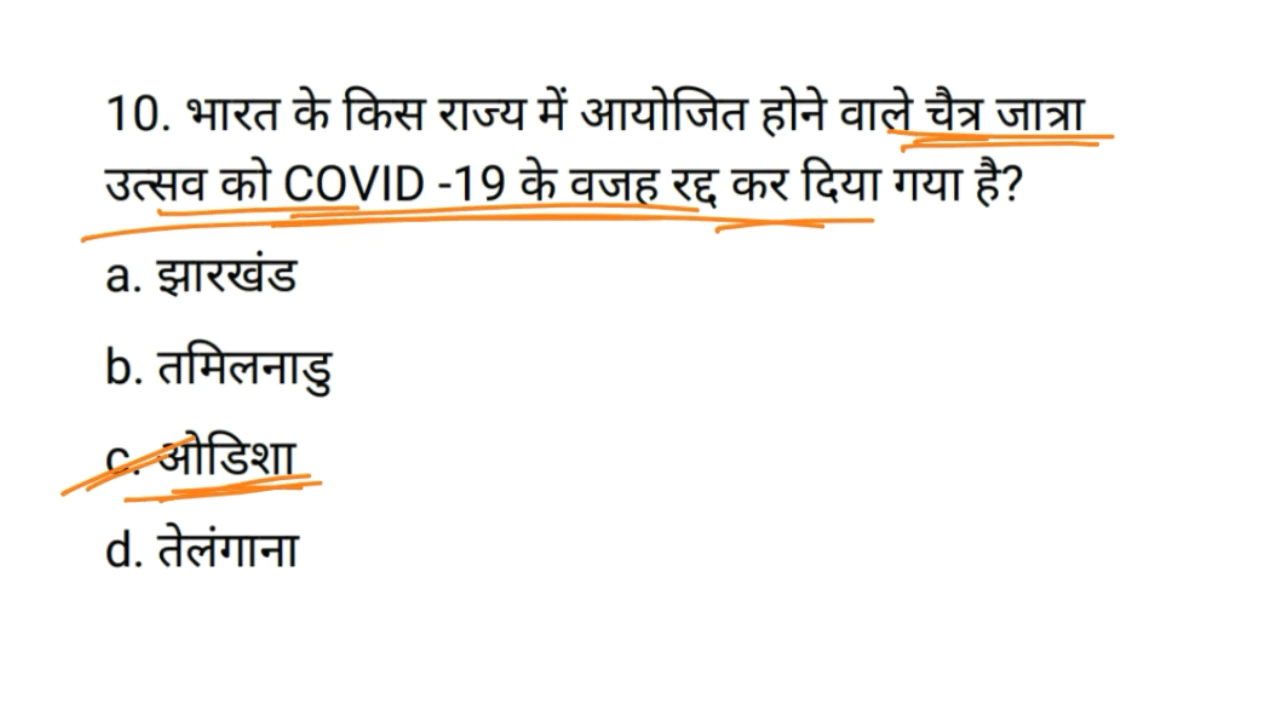 10. भारत के किस राज्य में आयोजित होने वाले चैत्र जात्रा
उत्सव को COVID -19 के वजह रद्द कर दिया गया है?
a. झारखंड
b. तमिलनाडु
c. ओडिशा
d. तेलंगाना